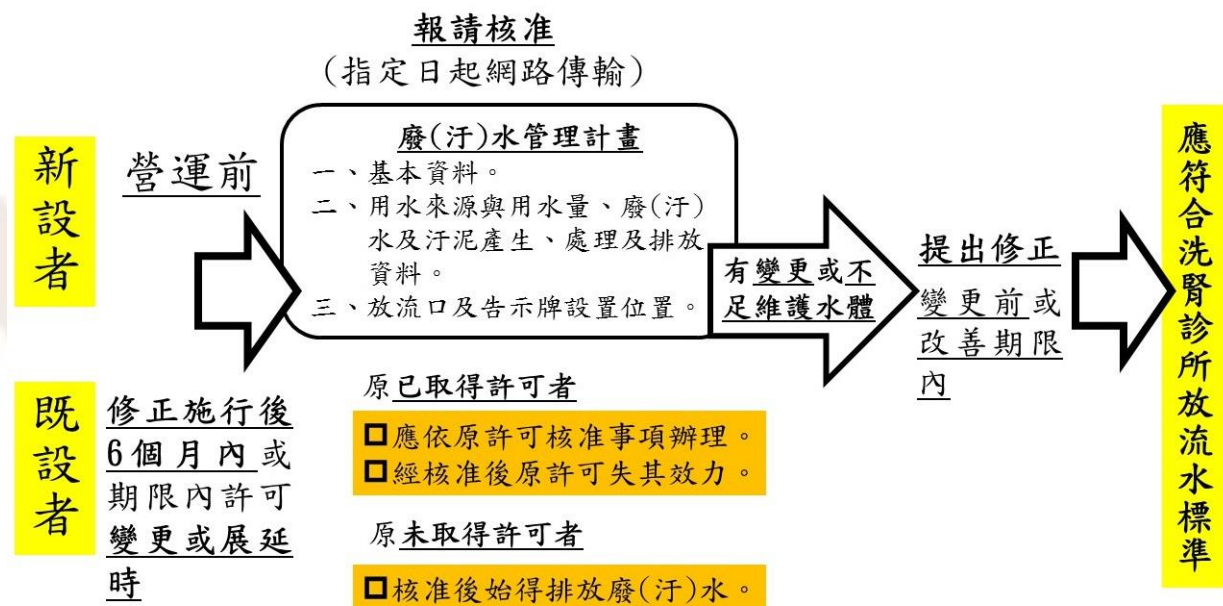 報請核准
(指定日起網路傳輸)
新設者
營運前
廢(汙)水管理計畫
一、基本資料。
二、用水來源與用水量、廢(汙)
水及汙泥產生、處理及排放
資料。
三、放流口及告示牌設置位置。
有變更或不
足維護水體
提出修正
變更前或
改善期限
內
應符合洗腎診所放流水標準
既設者
修正施行後
6個月內或
期限內許可
變更或展延
時
原已取得許可者
應依原許可核准事項辦理。
經核准後原許可失其效力。
原未取得許可者
核准後始得排放廢(汙)水。